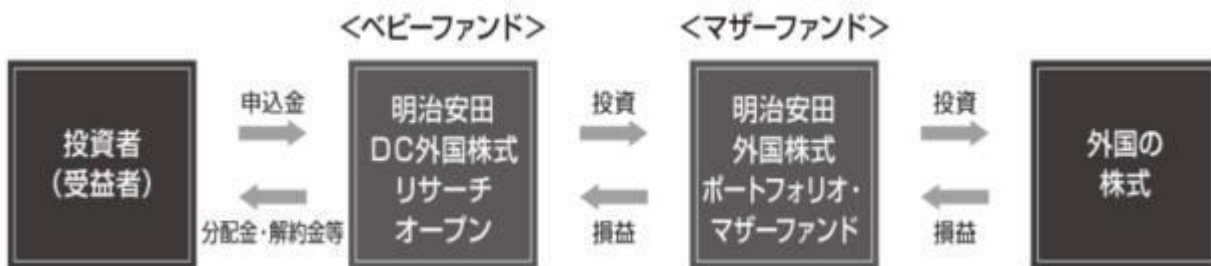 <ベビーファンド>
<マザーファンド>
投資者
(受益者)
申込金
分配金・解約金等
明治安田
DC外国株式
リサーチ
オープン
投資
損益
明治安田
外国株式
ポートフォリオ・
マザーファンド
投資
損益
外国の
株式